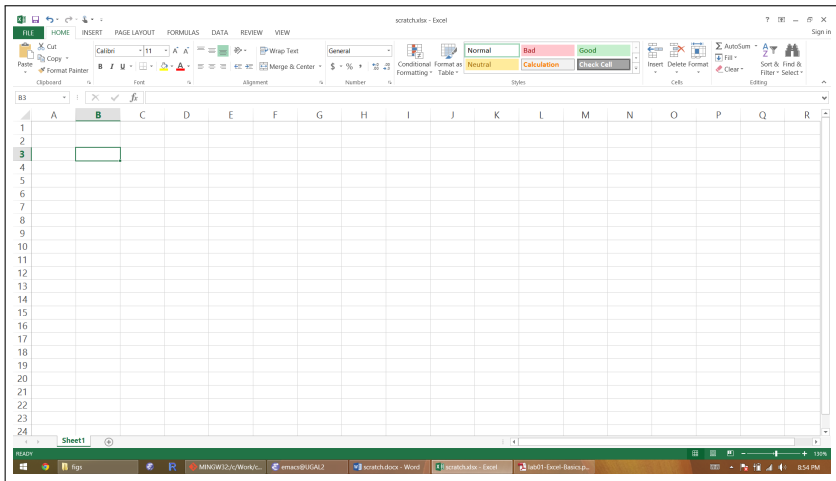 scratch.xlsx - Excel
? 
Sign in
FILE HOME INSERT PAGE LAYOUT FORMULAS DATA REVIEW VIEW
Paste
Cut
Copy
Format Painter
Clipboard
Calibri 11 A A
B I U A
Font
Wrap Text
Merge & Center
Alignment
General
$ % ,
Number
Conditional Formatting
Format as Table
Normal Bad Good
Neutral Calculation Check Cell
Styles
Insert Delete Format
Cells
AutoSum
Fill
Clear
Sort & Filter
Find & Select
Editing
B3 fx
A B C D E F G H I J K L M N O P Q R
1
2
3
4
5
6
7
8
9
10
11
12
13
14
15
16
17
18
19
20
21
22
23
24
Sheet1
READY 130%
figs R MINGW32:/c/Work/c... emacs@UGAL2 scratch.docx - Word scratch.xlsx - Excel lab01-Excel-Basics.p... 8:54 PM